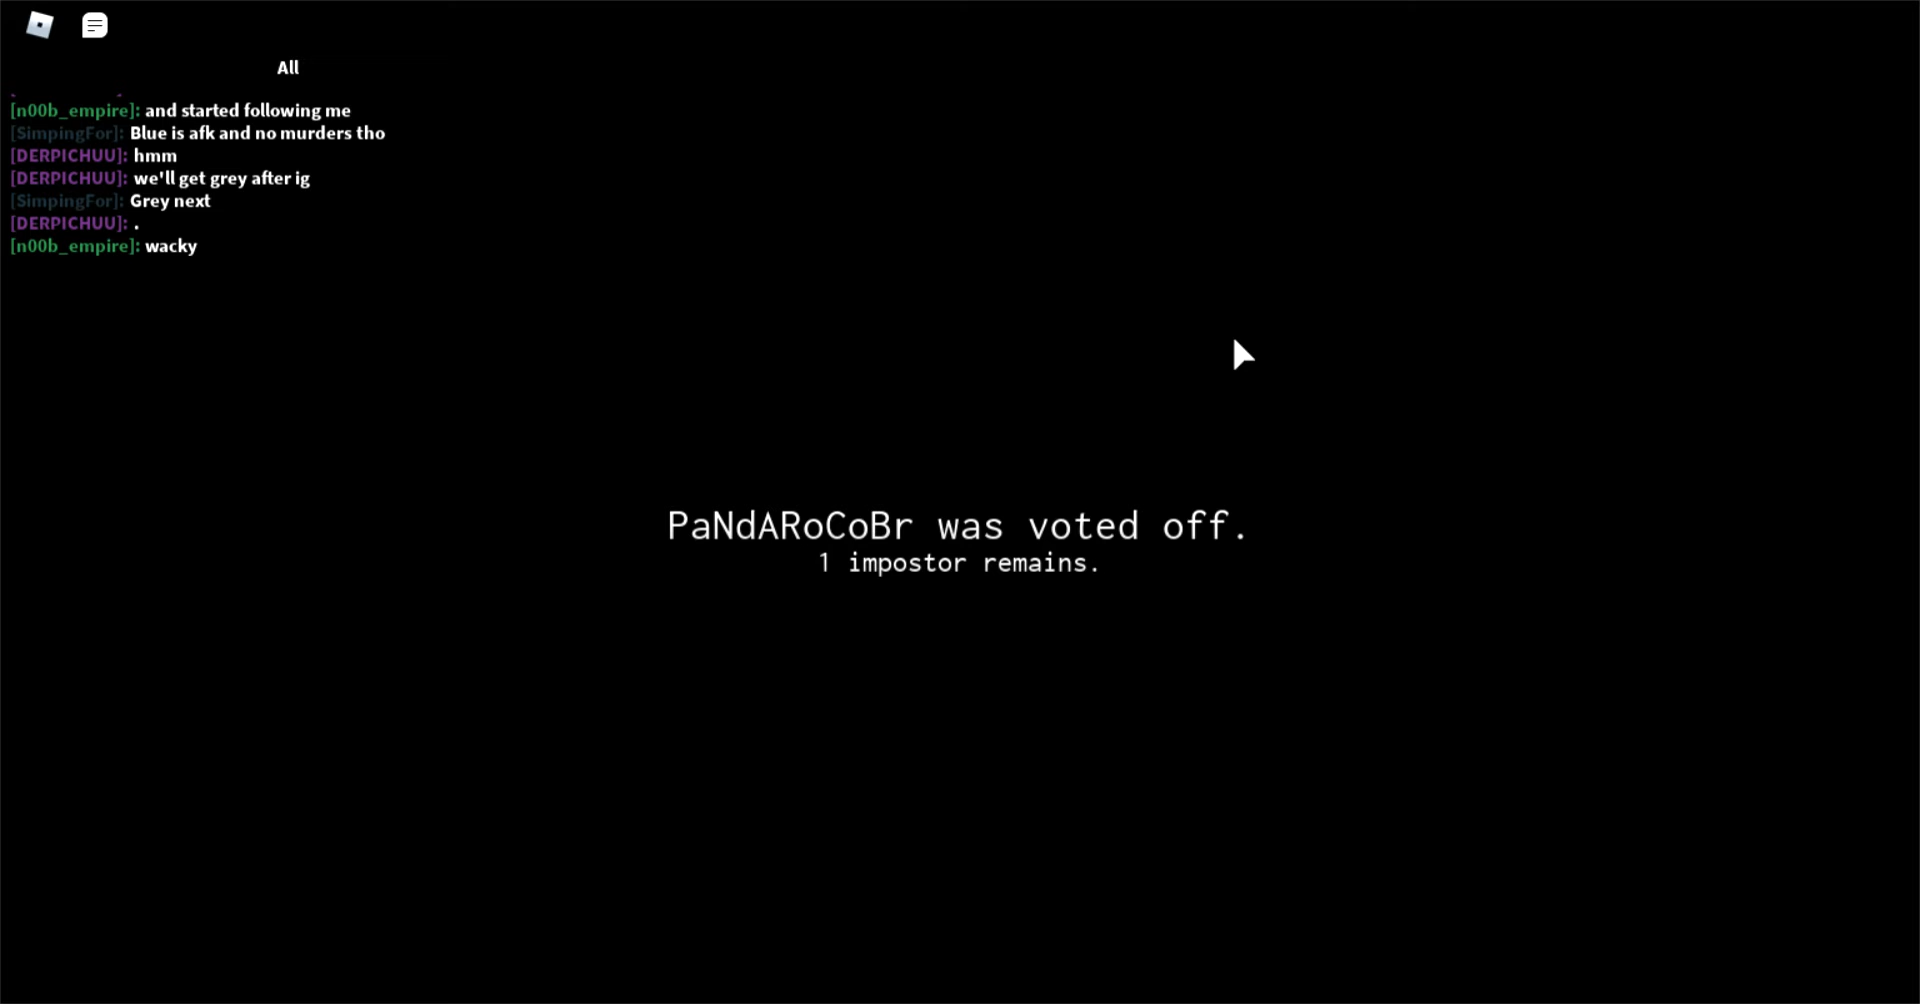 All
[n00b_empire]: and started following me
[SimpingFor]: Blue is afk and no murders tho
[DERPICHUU]: hmm
[DERPICHUU]: we'll get grey after ig
[SimpingFor]: Grey next
[DERPICHUU]: .
[n00b_empire]: wacky
PaNdARoCoBr was voted off.
1 impostor remains.